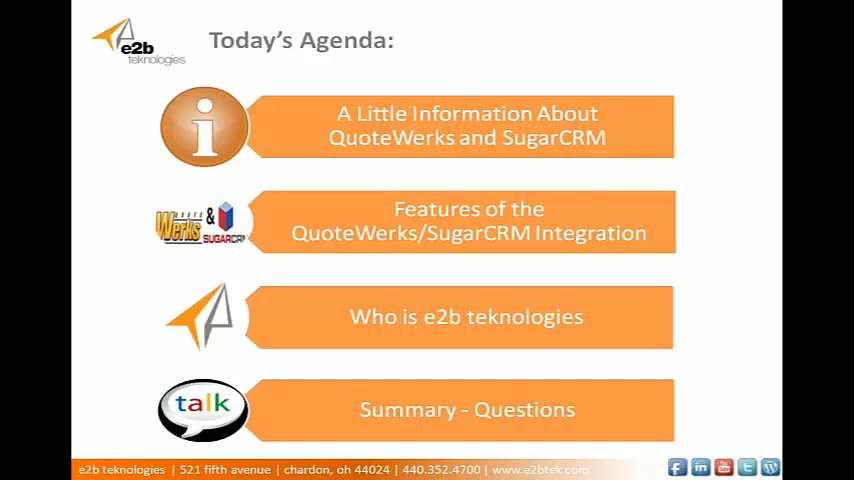 e2b
teknologies
Today's Agenda:
A Little Information About
QuoteWerks and SugarCRM
QUOTE
Werks
&
SUGARCRM
Features of the
QuoteWerks/SugarCRM Integration
Who is e2b teknologies
talk
Summary - Questions
e2b teknologies | 521 fifth avenue | chardon, oh 44024 | 440.352.4700 | www.e2btek.com